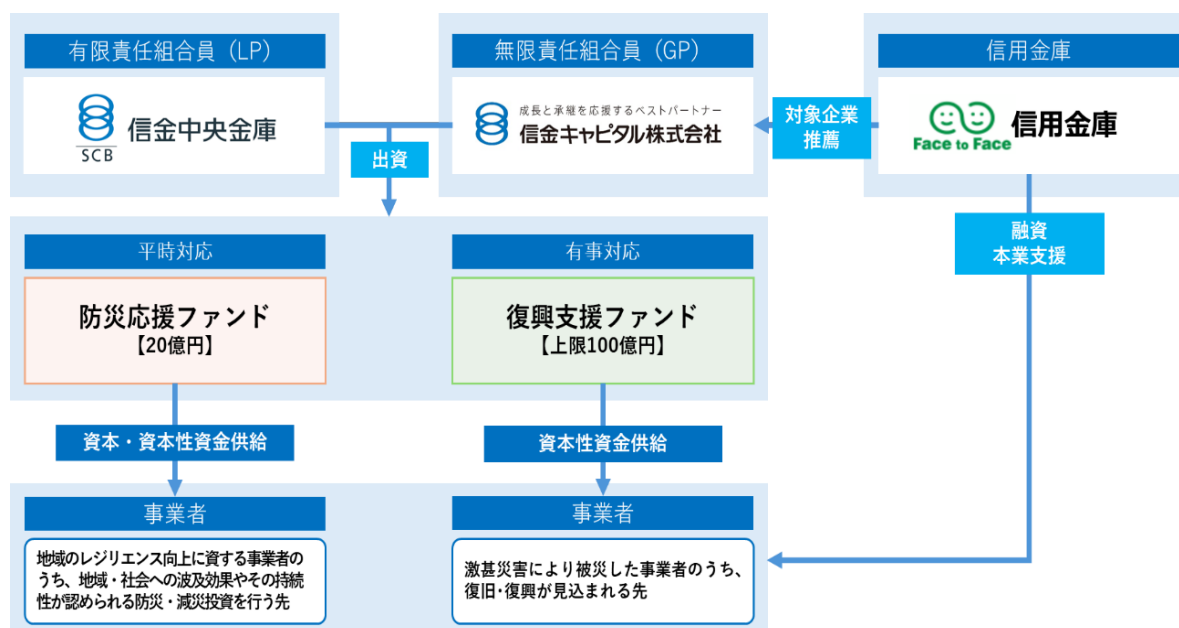 有限責任組合員（LP）
SCB
信金中央金庫
無限責任組合員（GP）
成長と承継を応援するベストパートナー
信金キャピタル株式会社
対象企業
推薦
信用金庫
Face to Face
信用金庫
出資
融資
本業支援
平時対応
防災応援ファンド
【20億円】
有事対応
復興支援ファンド
【上限100億円】
資本・資本性資金供給
資本性資金供給
事業者
地域のレジリエンス向上に資する事業者の
うち、地域・社会への波及効果やその持続
性が認められる防災・減災投資を行う先
事業者
激甚災害により被災した事業者のうち、
復旧・復興が見込まれる先